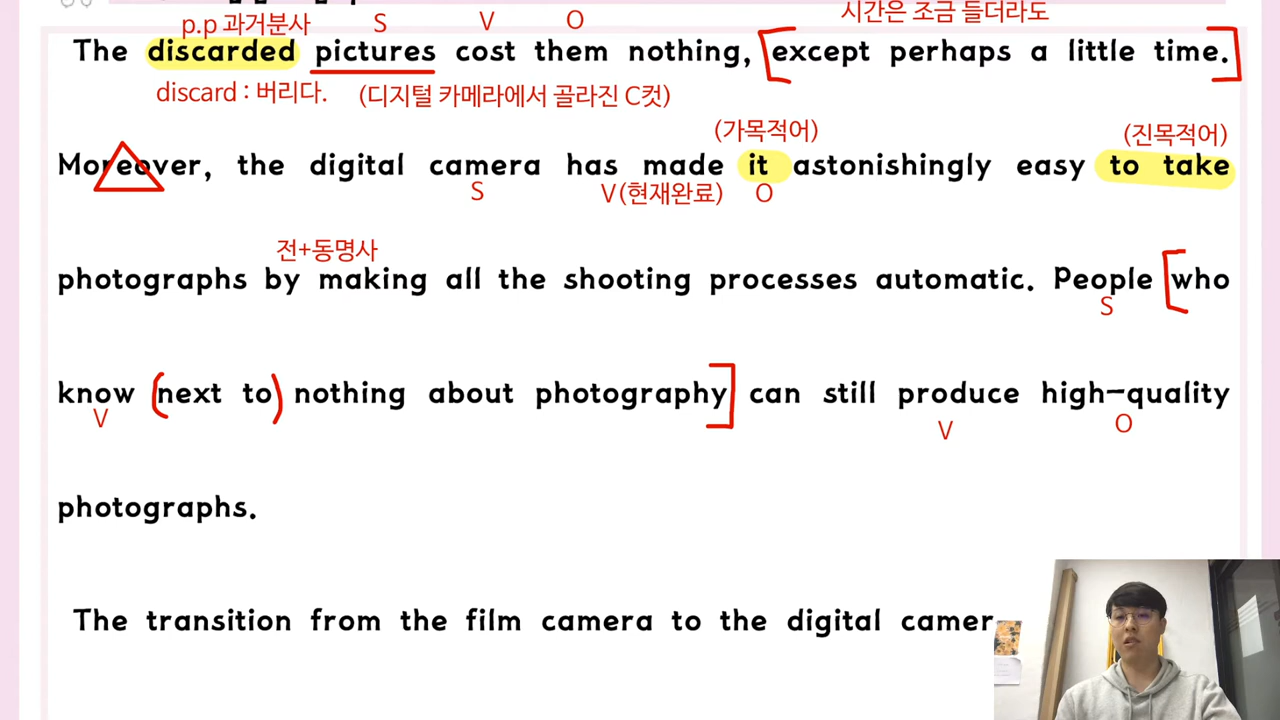 p.p 과거분사 S V O 시간은 조금 들더라도
The discarded pictures cost them nothing, [except perhaps a little time.]
discard : 버리다. (디지털 카메라에서 골라진 C컷)
(가목적어) (진목적어)
Moreover, the digital camera has made it astonishingly easy to take
S V(현재완료) O
전+동명사
photographs by making all the shooting processes automatic. People [who
S
know (next to) nothing about photography] can still produce high-quality
V V O
photographs.
The transition from the film camera to the digital